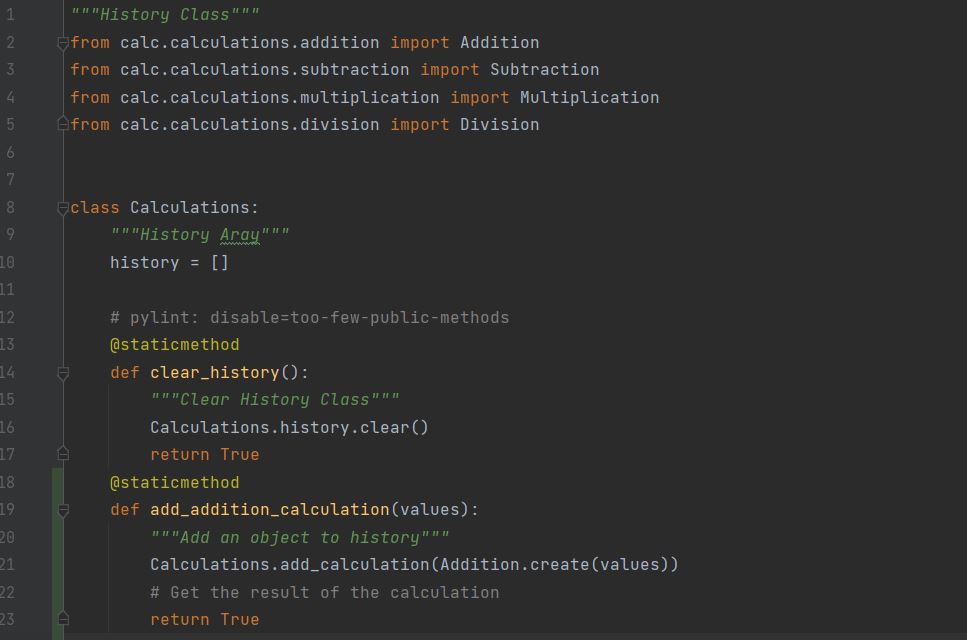 1 """History Class"""
2 from calc.calculations.addition import Addition
3 from calc.calculations.subtraction import Subtraction
4 from calc.calculations.multiplication import Multiplication
5 from calc.calculations.division import Division
6
7
8 class Calculations:
9     """History Aray"""
10     history = []
11
12     # pylint: disable=too-few-public-methods
13     @staticmethod
14     def clear_history():
15         """Clear History Class"""
16         Calculations.history.clear()
17         return True
18     @staticmethod
19     def add_addition_calculation(values):
20         """Add an object to history"""
21         Calculations.add_calculation(Addition.create(values))
22         # Get the result of the calculation
23         return True